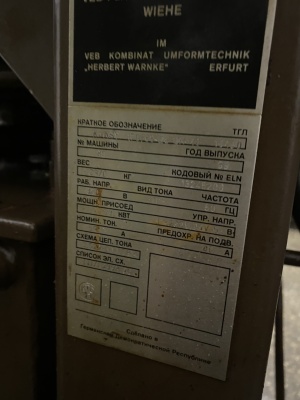 WIEHE
IM
VEB KOMBINAT UMFORMTECHNIK
„HERBERT WARNKE" ERFURT
КРАТКОЕ ОБОЗНАЧЕНИЕ ТГЛ
№ МАШИНЫ ГОД ВЫПУСКА
ВЕС КОДОВЫЙ № ELN
КГ
РАБ. НАПР. ВИД ТОКА ЧАСТОТА
В ГЦ
МОЩН. ПРИСОЕД УПР. НАПР.
КВТ В
НОМИН. ТОК ПРЕДОХР. НА ПОДВ.
А А
СХЕМА ЦЕП. ТОКА
СПИСОК ЭЛ. СХ.
Сделано в
Германской Демократической Республике